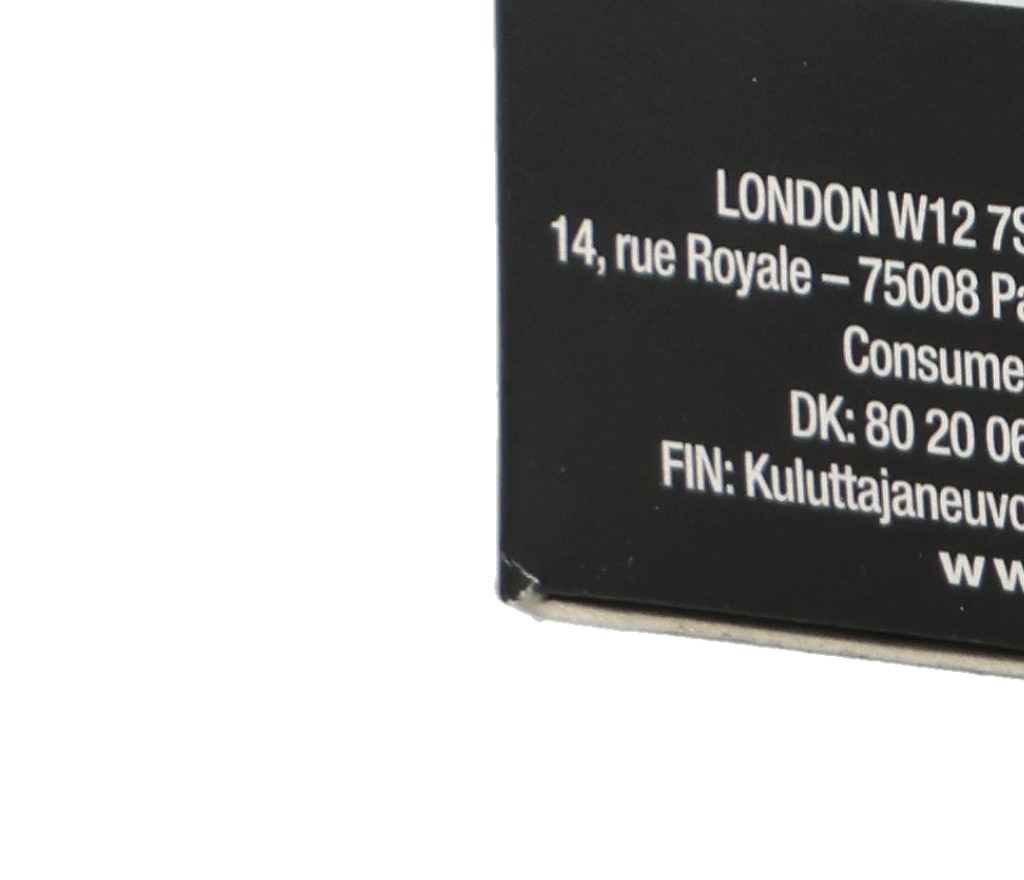 LONDON W12 7S
14, rue Royale – 75008 Pa
Consume
DK: 80 20 06
FIN: Kuluttajaneuvo
ww